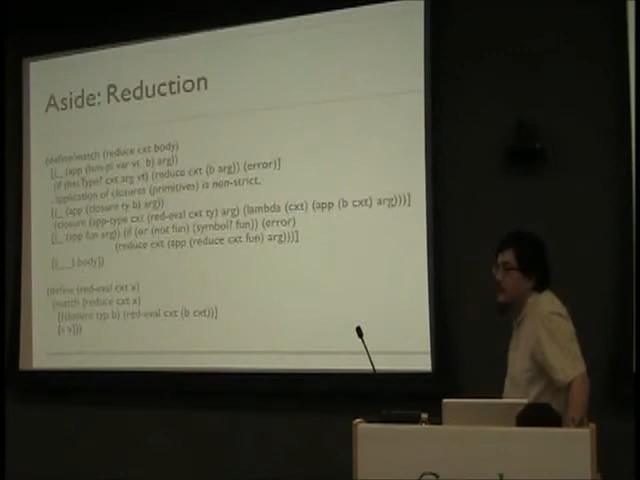 Aside: Reduction
(define/match (reduce cxt body)
[(_ (app (lam-pi var vt b) arg))
(if (hasType? cxt arg vt) (reduce cxt (b arg)) (error)]
; application of closures (primitives) is non-strict.
[(_ (app (closure ty b) arg))
(closure (app-type cxt (red-eval cxt ty) arg) (lambda (cxt) (app (b cxt) arg)))]
[(_ (app fun arg)) (if (or (not fun) (symbol? fun)) (error)
(reduce cxt (app (reduce cxt fun) arg)))]
[(_ _) body])
(define (red-eval cxt x)
(match (reduce cxt x)
[(closure typ b) (red-eval cxt (b cxt))]
[v v]))